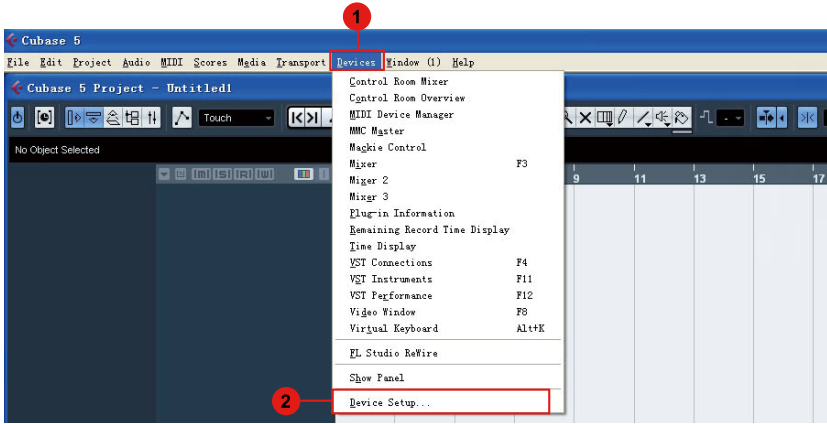 1
Cubase 5
File Edit Project Audio MIDI Scores Media Transport Devices Window (1) Help
Cubase 5 Project - Untitled1
Touch
No Object Selected
9 11 13 15 17
Control Room Mixer
Control Room Overview
MIDI Device Manager
MMC Master
Mackie Control
Mixer F3
Mixer 2
Mixer 3
Plug-in Information
Remaining Record Time Display
Time Display
VST Connections F4
VST Instruments F11
VST Performance F12
Video Window F8
Virtual Keyboard Alt+K
FL Studio ReWire
Show Panel
2
Device Setup...